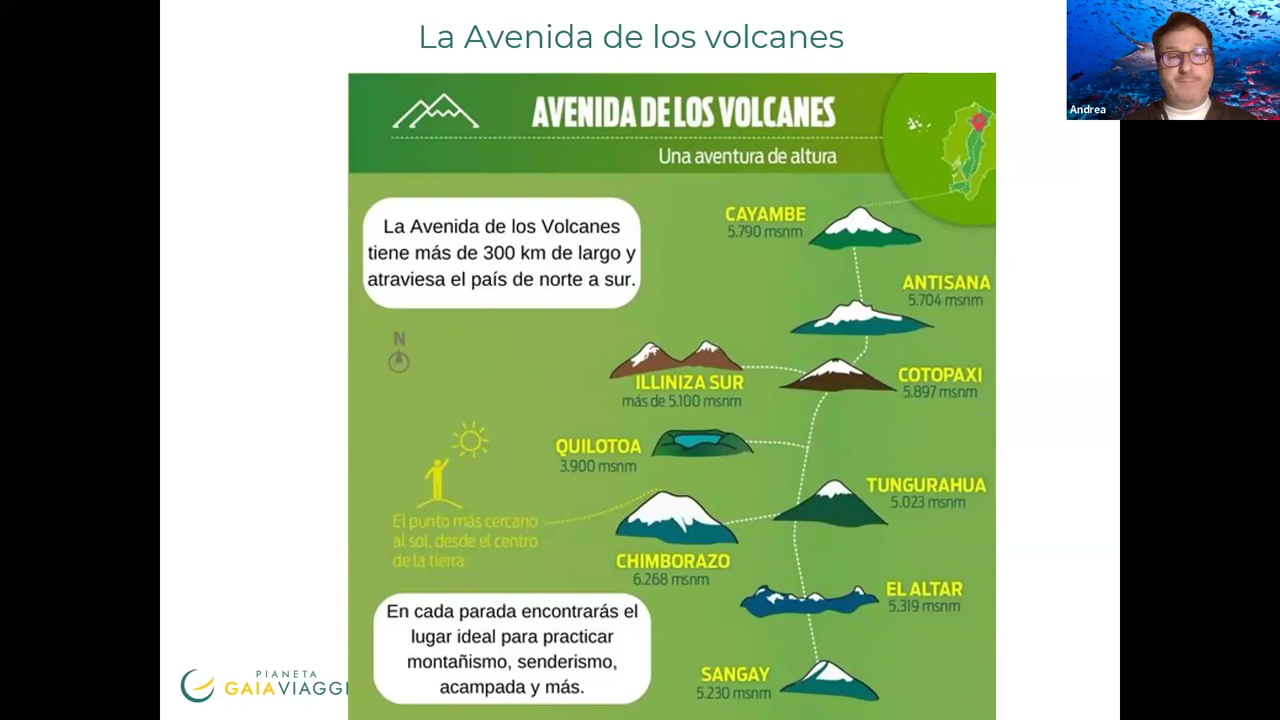 La Avenida de los volcanes
Andrea
AVENIDA DE LOS VOLCANES
Una aventura de altura
La Avenida de los Volcanes
tiene más de 300 km de largo y
atraviesa el país de norte a sur.
CAYAMBE
5.790 msnm
ANTISANA
5.704 msnm
N
ILLINIZA SUR
más de 5.100 msnm
COTOPAXI
5.897 msnm
QUILOTOA
3.900 msnm
TUNGURAHUA
5.023 msnm
El punto más cercano
al sol, desde el centro
de la tierra
CHIMBORAZO
6.268 msnm
EL ALTAR
5.319 msnm
En cada parada encontrarás el
lugar ideal para practicar
montañismo, senderismo,
acampada y más.
SANGAY
5.230 msnm
PIANETA
GAIAVIAGGI